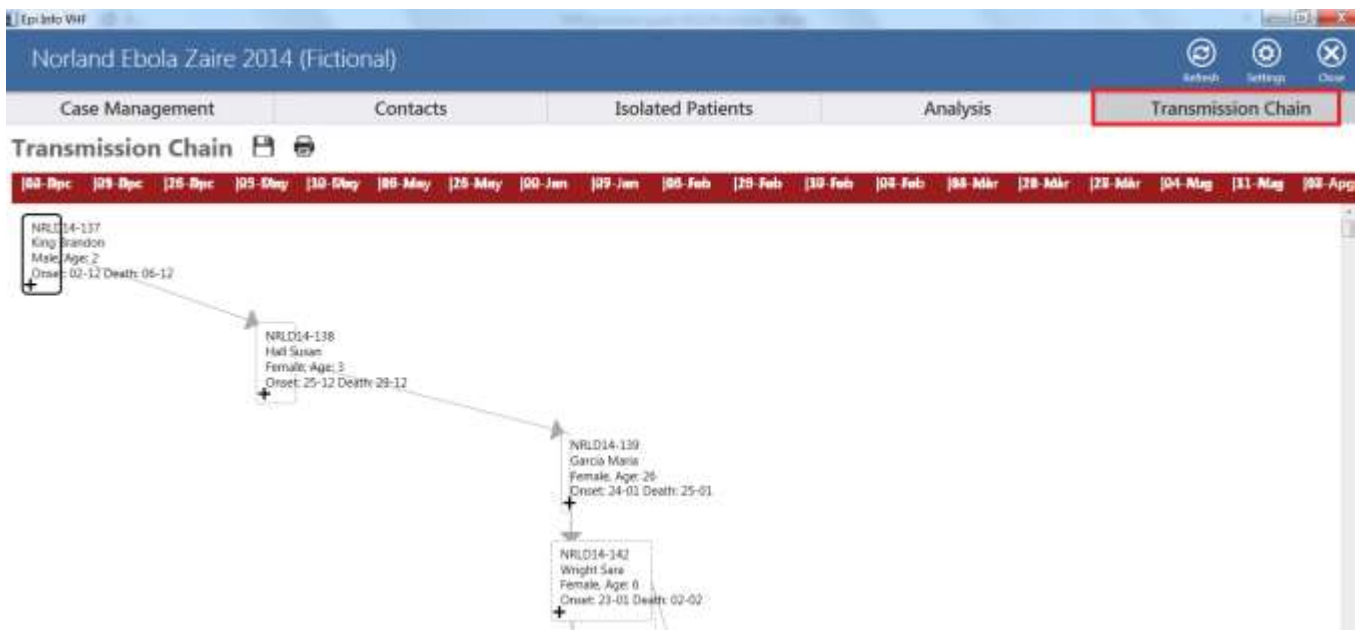 Epi Info VHF
Norland Ebola Zaire 2014 (Fictional)
Refresh
Settings
Close
Case Management
Contacts
Isolated Patients
Analysis
Transmission Chain
Transmission Chain
NRLD14-137
King Brandon
Male, Age: 2
Onset: 02-12 Death: 06-12
NRLD14-138
Hall Susan
Female, Age: 3
Onset: 25-12 Death: 29-12
NRLD14-139
Garcia Maria
Female, Age: 26
Onset: 24-01 Death: 25-01
NRLD14-142
Wright Sara
Female, Age: 0
Onset: 23-01 Death: 02-02